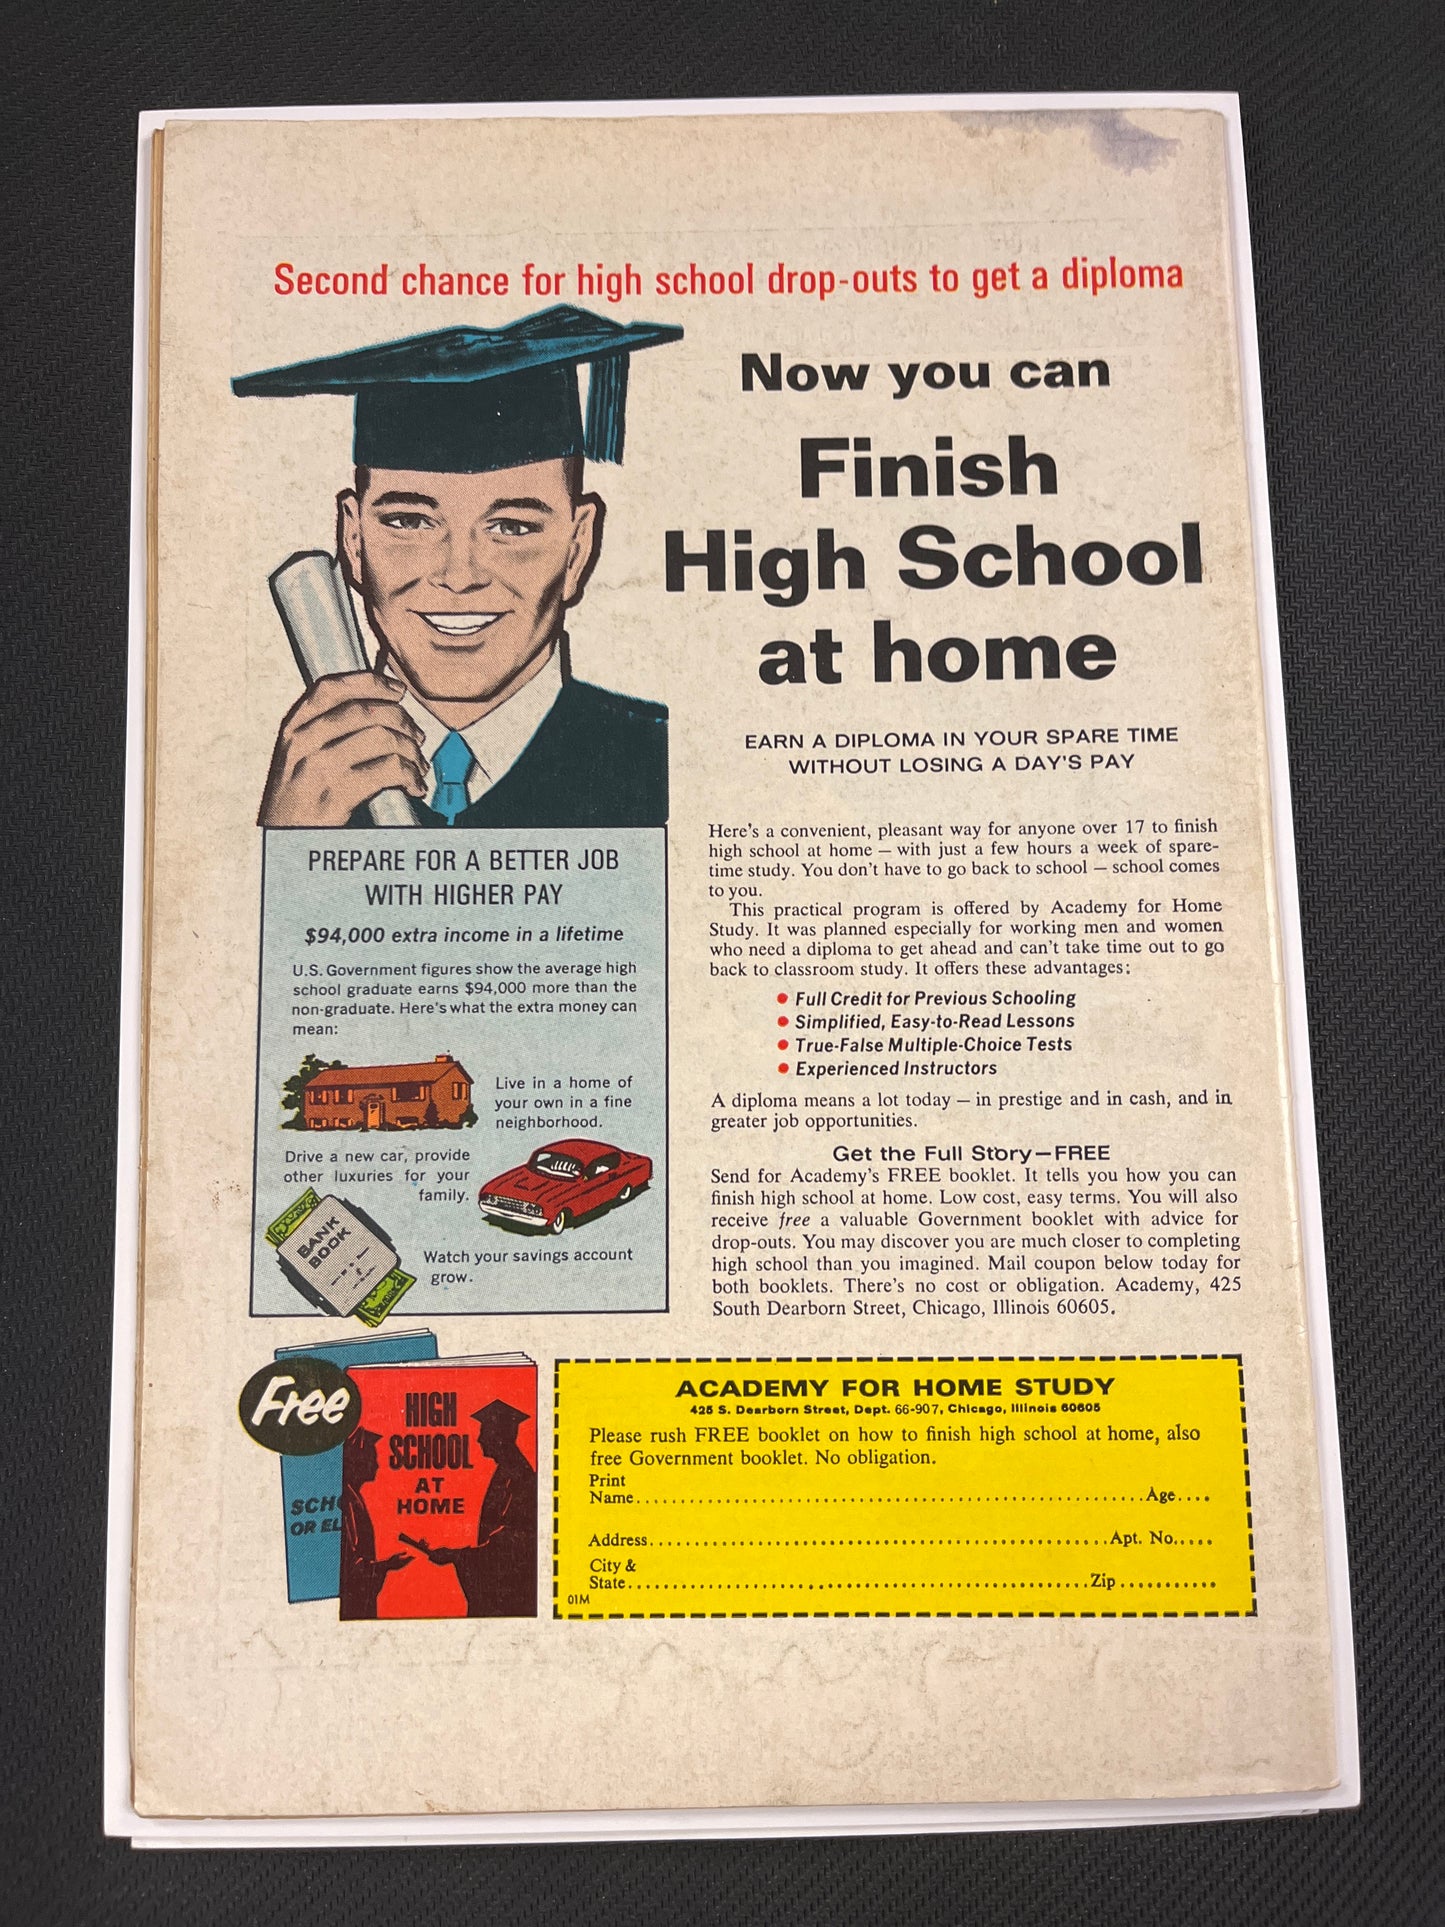 Second chance for high school drop-outs to get a diploma
Now you can
Finish
High School
at home
EARN A DIPLOMA IN YOUR SPARE TIME
WITHOUT LOSING A DAY'S PAY
Here's a convenient, pleasant way for anyone over 17 to finish
high school at home — with just a few hours a week of spare-
time study. You don't have to go back to school — school comes
to you.
This practical program is offered by Academy for Home
Study. It was planned especially for working men and women
who need a diploma to get ahead and can't take time out to go
back to classroom study. It offers these advantages:
• Full Credit for Previous Schooling
• Simplified, Easy-to-Read Lessons
• True-False Multiple-Choice Tests
• Experienced Instructors
A diploma means a lot today — in prestige and in cash, and in
greater job opportunities.
Get the Full Story—FREE
Send for Academy's FREE booklet. It tells you how you can
finish high school at home. Low cost, easy terms. You will also
receive free a valuable Government booklet with advice for
drop-outs. You may discover you are much closer to completing
high school than you imagined. Mail coupon below today for
both booklets. There's no cost or obligation. Academy, 425
South Dearborn Street, Chicago, Illinois 60605.
PREPARE FOR A BETTER JOB
WITH HIGHER PAY
$94,000 extra income in a lifetime
U.S. Government figures show the average high
school graduate earns $94,000 more than the
non-graduate. Here's what the extra money can
mean:
Live in a home of
your own in a fine
neighborhood.
Drive a new car, provide
other luxuries for your
family.
BANK
BOOK
Watch your savings account
grow.
Free
HIGH
SCHOOL
AT
HOME
SCH
OR EL
ACADEMY FOR HOME STUDY
425 S. Dearborn Street, Dept. 66-907, Chicago, Illinois 60605
Please rush FREE booklet on how to finish high school at home, also
free Government booklet. No obligation.
Print
Name.......... Age....
Address.......... Apt. No.....
City &
State.......... Zip..........
01M